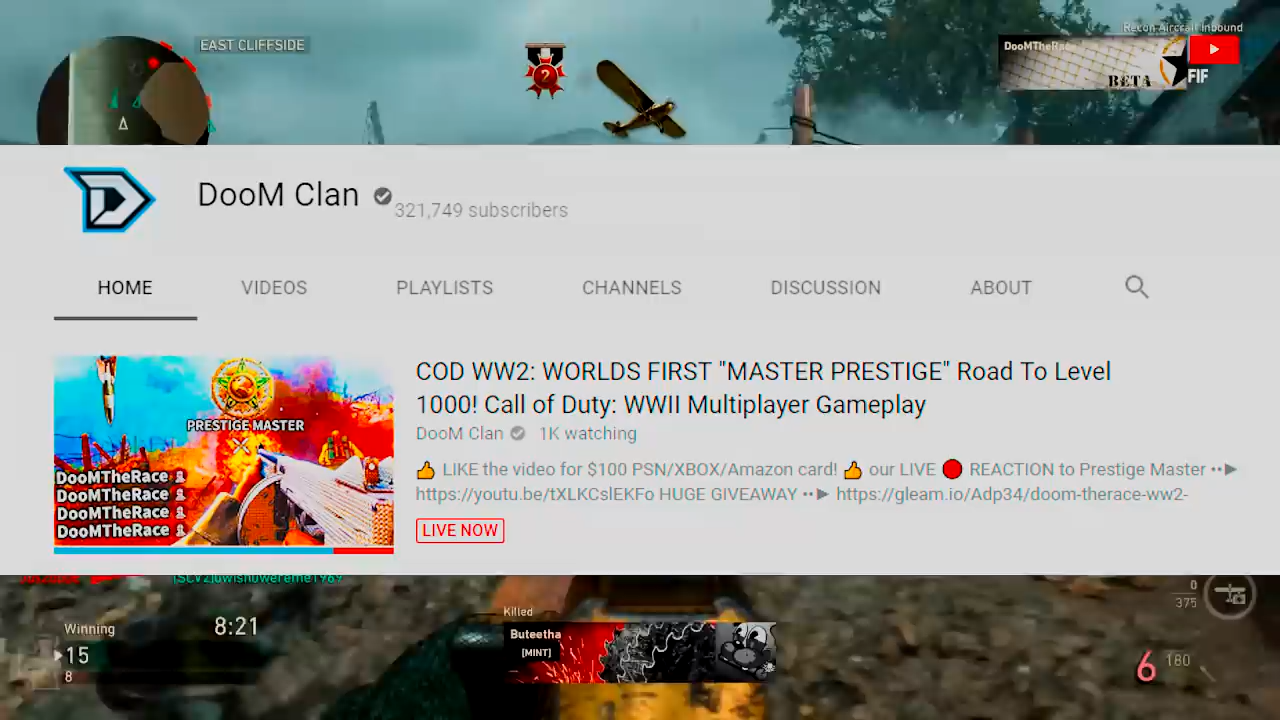 Recon Aircraft Inbound
EAST CLIFFSIDE
?
DooMTheRace
BETA
FIF
DooM Clan
321,749 subscribers
HOME VIDEOS PLAYLISTS CHANNELS DISCUSSION ABOUT
COD WW2: WORLDS FIRST "MASTER PRESTIGE" Road To Level
1000! Call of Duty: WWII Multiplayer Gameplay
DooM Clan 1K watching
👍 LIKE the video for $100 PSN/XBOX/Amazon card! 👍 our LIVE 🔴 REACTION to Prestige Master ••►
https://youtu.be/tXLKCslEKFo HUGE GIVEAWAY ••► https://gleam.io/Adp34/doom-therace-ww2-
LIVE NOW
PRESTIGE MASTER
DooMTheRace
DooMTheRace
DooMTheRace
DooMTheRace
[SCV2]uwishuwereme1969
0
375
Killed
Winning 8:21
Buteetha
[MINT]
15
8
6 180